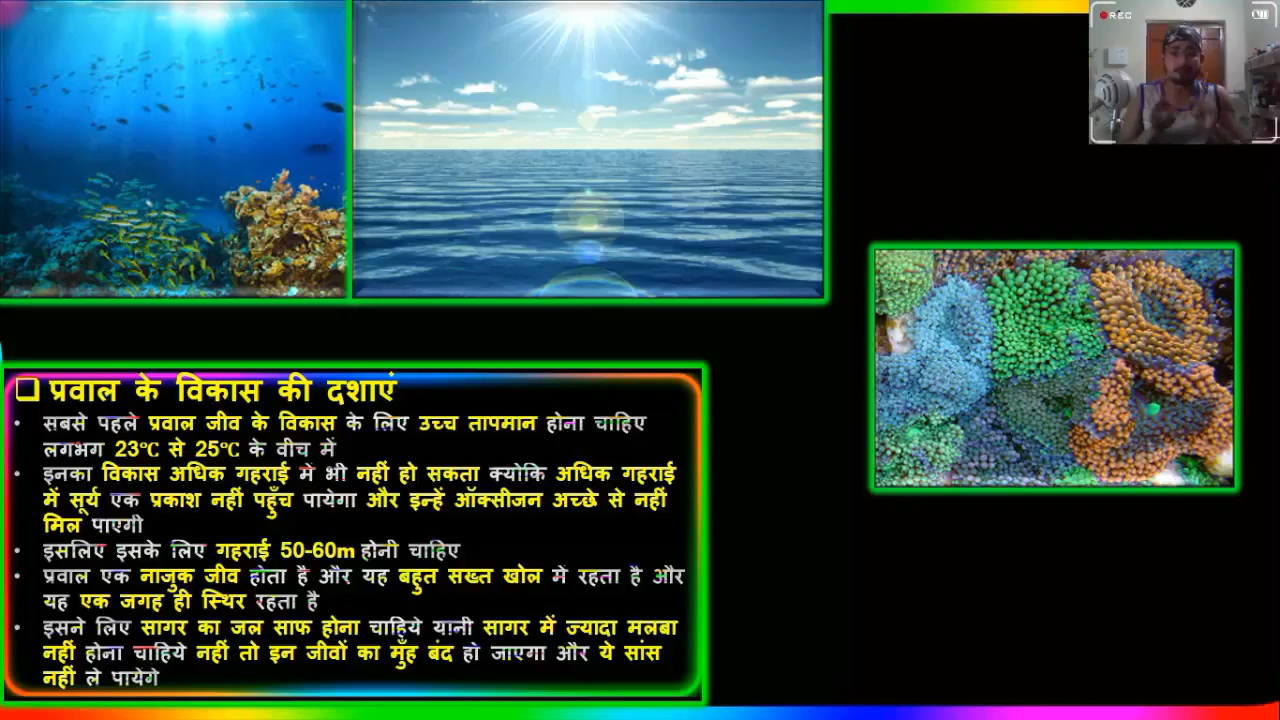 REC
❑ प्रवाल के विकास की दशाएं
• सबसे पहले प्रवाल जीव के विकास के लिए उच्च तापमान होना चाहिए
लगभग 23°C से 25°C के वीच में
• इनका विकास अधिक गहराई में भी नहीं हो सकता क्योकि अधिक गहराई
में सूर्य एक प्रकाश नहीं पहुँच पायेगा और इन्हें ऑक्सीजन अच्छे से नहीं
मिल पाएगी
• इसलिए इसके लिए गहराई 50-60m होनी चाहिए
• प्रवाल एक नाजुक जीव होता है और यह बहुत सख्त खोल में रहता है और
यह एक जगह ही स्थिर रहता है
• इसने लिए सागर का जल साफ होना चाहिये यानी सागर में ज्यादा मलबा
नहीं होना चाहिये नहीं तो इन जीवों का मुँह बंद हो जाएगा और ये सांस
नहीं ले पायेंगे